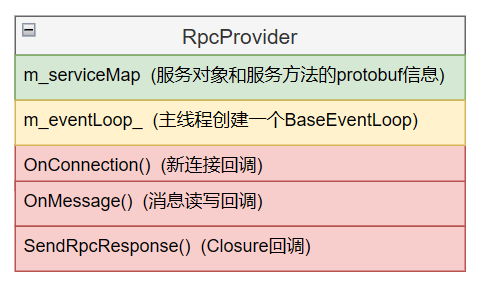 RpcProvider
m_serviceMap (服务对象和服务方法的protobuf信息)
m_eventLoop_ (主线程创建一个BaseEventLoop)
OnConnection() (新连接回调)
OnMessage() (消息读写回调)
SendRpcResponse() (Closure回调)